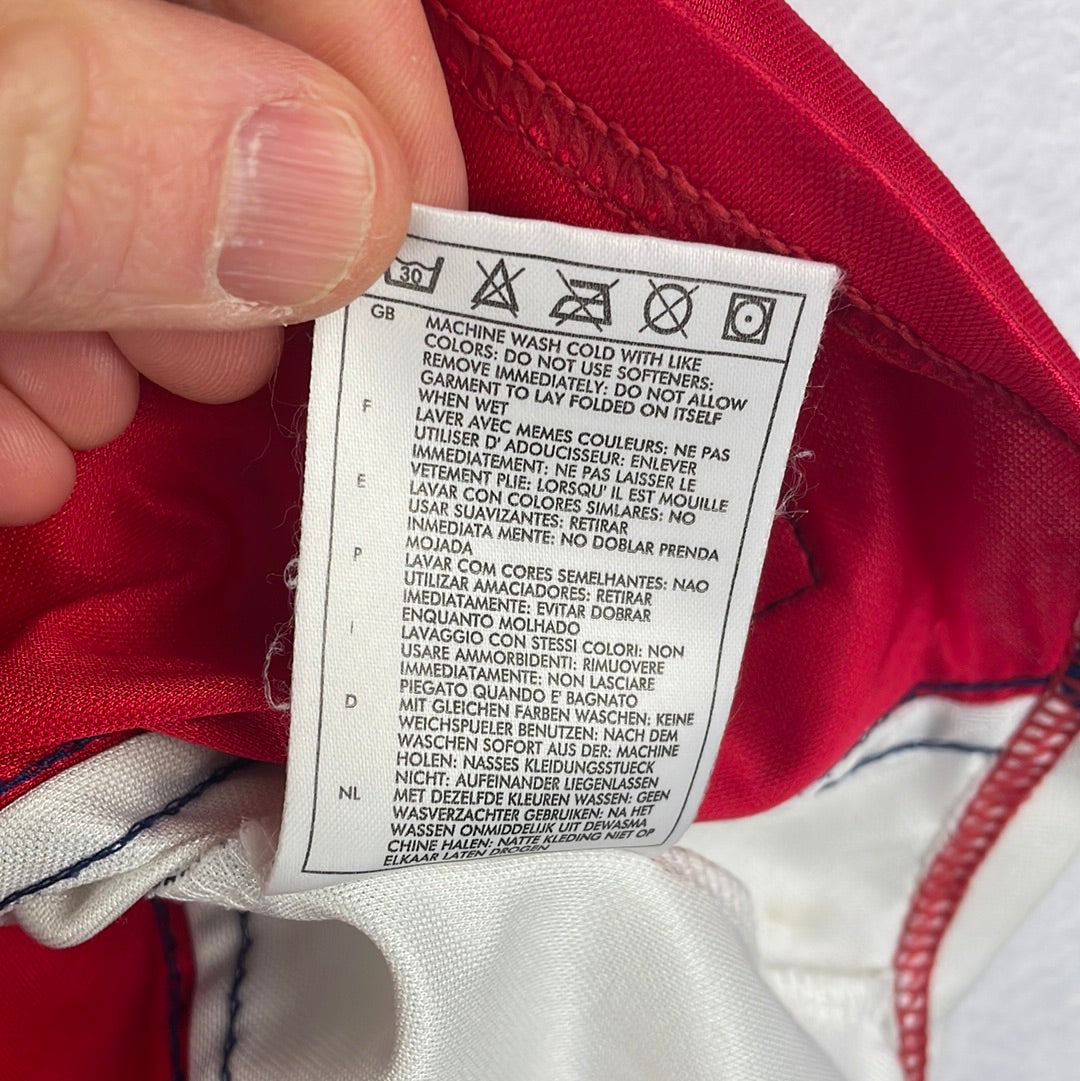 30
GB
MACHINE WASH COLD WITH LIKE
COLORS: DO NOT USE SOFTENERS:
REMOVE IMMEDIATELY: DO NOT ALLOW
GARMENT TO LAY FOLDED ON ITSELF
WHEN WET
F
LAVER AVEC MEMES COULEURS: NE PAS
UTILISER D' ADOUCISSEUR: ENLEVER
IMMEDIATEMENT: NE PAS LAISSER LE
VETEMENT PLIE: LORSQU' IL EST MOUILLE
E
LAVAR CON COLORES SIMLARES: NO
USAR SUAVIZANTES: RETIRAR
INMEDIATA MENTE: NO DOBLAR PRENDA
MOJADA
P
LAVAR COM CORES SEMELHANTES: NAO
UTILIZAR AMACIADORES: RETIRAR
IMEDIATAMENTE: EVITAR DOBRAR
ENQUANTO MOLHADO
I
LAVAGGIO CON STESSI COLORI: NON
USARE AMMORBIDENTI: RIMUOVERE
IMMEDIATAMENTE: NON LASCIARE
PIEGATO QUANDO E' BAGNATO
D
MIT GLEICHEN FARBEN WASCHEN: KEINE
WEICHSPUELER BENUTZEN: NACH DEM
WASCHEN SOFORT AUS DER: MACHINE
HOLEN: NASSES KLEIDUNGSSTUECK
NICHT: AUFEINANDER LIEGENLASSEN
NL
MET DEZELFDE KLEUREN WASSEN: GEEN
WASVERZACHTER GEBRUIKEN: NA HET
WASSEN ONMIDDELIJK UIT DEWASMA
CHINE HALEN: NATTE KLEDING NIET OP
ELKAAR LATEN DROGEN